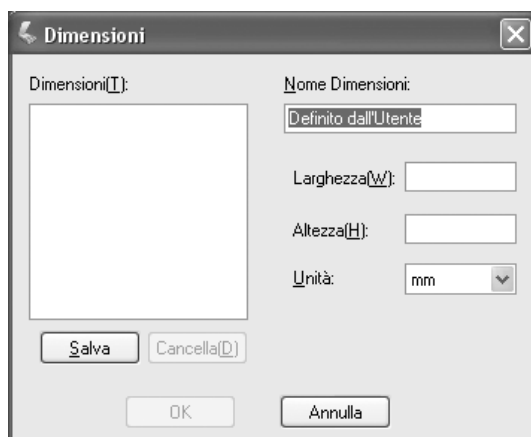 Dimensioni
Dimensioni(T):
Nome Dimensioni:
Definito dall'Utente
Larghezza(W):
Altezza(H):
Unità:
mm
Salva
Cancella(D)
OK
Annulla